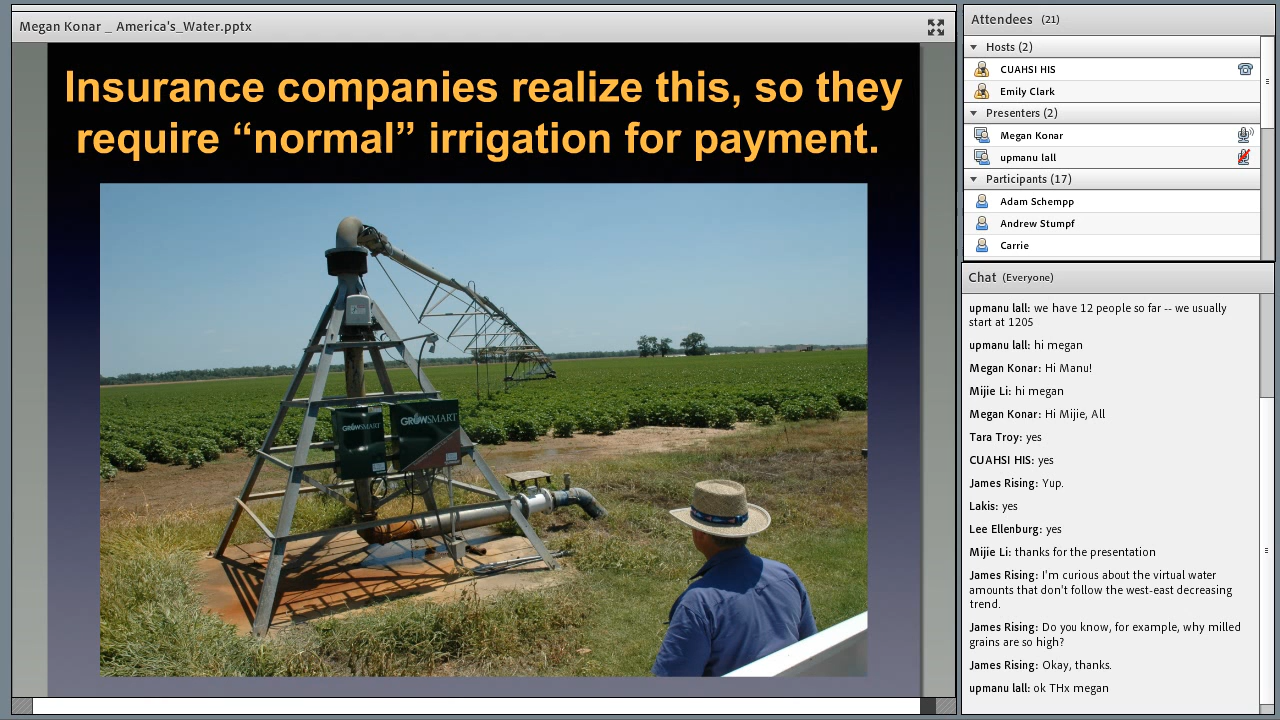 Megan Konar _ America's_Water.pptx
Insurance companies realize this, so they
require “normal” irrigation for payment.
GROWSMART
GROWSMART
Attendees (21)
Hosts (2)
CUAHSI HIS
Emily Clark
Presenters (2)
Megan Konar
upmanu lall
Participants (17)
Adam Schempp
Andrew Stumpf
Carrie
Chat (Everyone)
upmanu lall: we have 12 people so far -- we usually
start at 1205
upmanu lall: hi megan
Megan Konar: Hi Manu!
Mijie Li: hi megan
Megan Konar: Hi Mijie, All
Tara Troy: yes
CUAHSI HIS: yes
James Rising: Yup.
Lakis: yes
Lee Ellenburg: yes
Mijie Li: thanks for the presentation
James Rising: I'm curious about the virtual water
amounts that don't follow the west-east decreasing
trend.
James Rising: Do you know, for example, why milled
grains are so high?
James Rising: Okay, thanks.
upmanu lall: ok THx megan